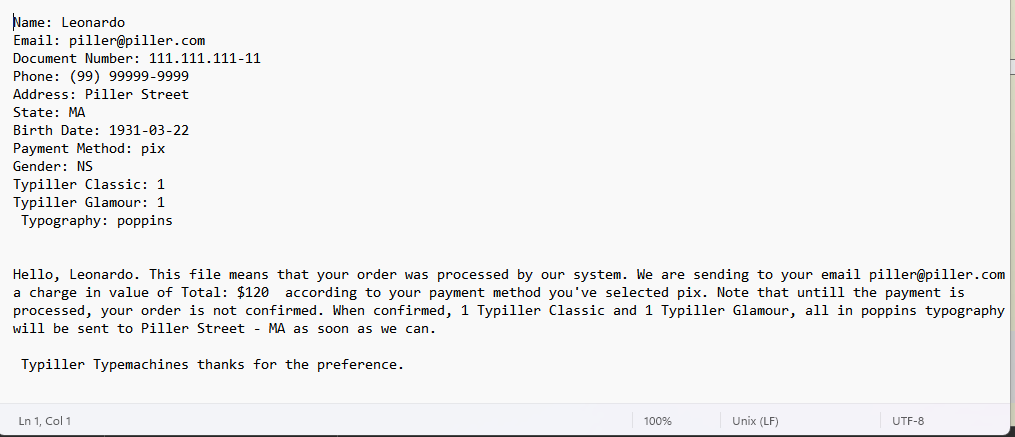 Name: Leonardo
Email: piller@piller.com
Document Number: 111.111.111-11
Phone: (99) 99999-9999
Address: Piller Street
State: MA
Birth Date: 1931-03-22
Payment Method: pix
Gender: NS
Typiller Classic: 1
Typiller Glamour: 1
 Typography: poppins
Hello, Leonardo. This file means that your order was processed by our system. We are sending to your email piller@piller.com
a charge in value of Total: $120  according to your payment method you've selected pix. Note that untill the payment is
processed, your order is not confirmed. When confirmed, 1 Typiller Classic and 1 Typiller Glamour, all in poppins typography
will be sent to Piller Street - MA as soon as we can.
 Typiller Typemachines thanks for the preference.
Ln 1, Col 1 100% Unix (LF) UTF-8